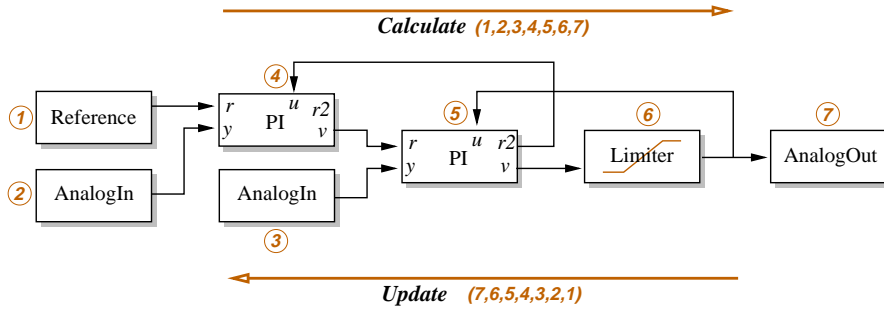 Calculate (1,2,3,4,5,6,7)
4
1
Reference
r
u
r2
y
PI
v
5
r
u
r2
y
PI
v
6
Limiter
7
AnalogOut
2
AnalogIn
AnalogIn
3
Update (7,6,5,4,3,2,1)